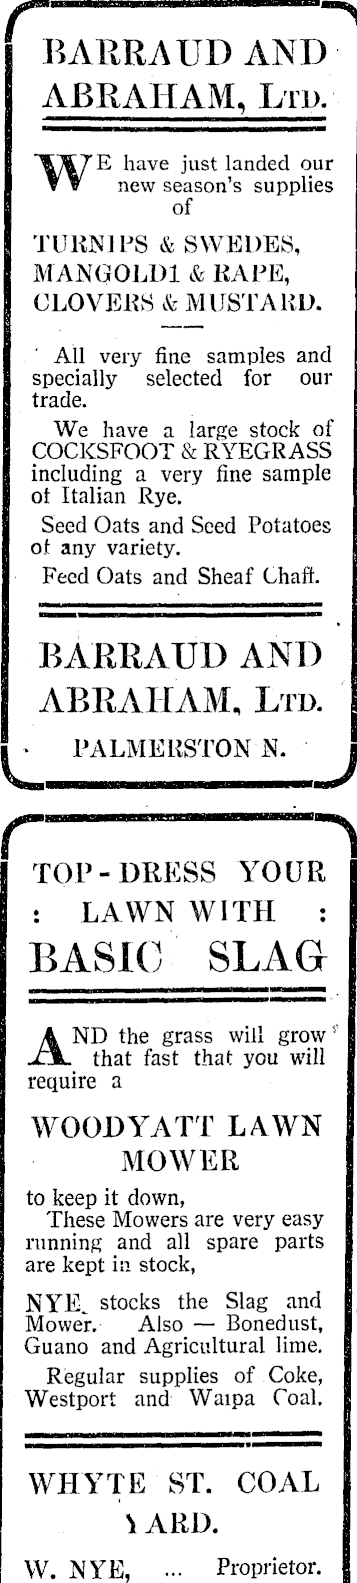 BARRAUD AND
ABRAHAM, LTD.
WE have just landed our
new season's supplies
of
TURNIPS & SWEDES,
MANGOLD1 & RAPE,
CLOVERS & MUSTARD.
All very fine samples and
specially selected for our
trade.
We have a large stock of
COCKSFOOT & RYEGRASS
including a very fine sample
of Italian Rye.
Seed Oats and Seed Potatoes
of any variety.
Feed Oats and Sheaf Chaff.
BARRAUD AND
ABRAHAM, LTD.
PALMERSTON N.
TOP-DRESS YOUR
: LAWN WITH :
BASIC SLAG
AND the grass will grow
that fast that you will
require a
WOODYATT LAWN
MOWER
to keep it down,
These Mowers are very easy
running and all spare parts
are kept in stock,
NYE stocks the Slag and
Mower. Also — Bonedust,
Guano and Agricultural lime.
Regular supplies of Coke,
Westport and Waipa Coal.
WHYTE ST. COAL
YARD.
W. NYE, ... Proprietor.